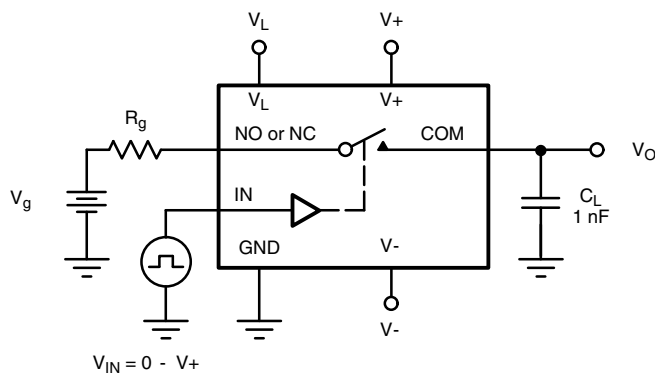 V_L V+
V_L V+
R_g NO or NC COM V_O
V_g IN C_L
1 nF
GND V-
V-
V_IN = 0 - V+